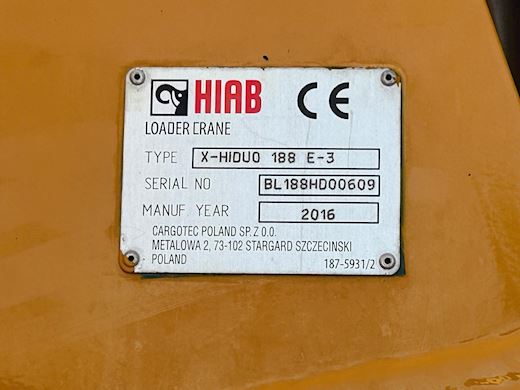 HIAB CE
LOADER CRANE
TYPE X-HIDUO 188 E-3
SERIAL NO BL188HD00609
MANUF YEAR 2016
CARGOTEC POLAND SP. Z O.O.
METALOWA 2, 73-102 STARGARD SZCZECINSKI
POLAND 187-5931/2